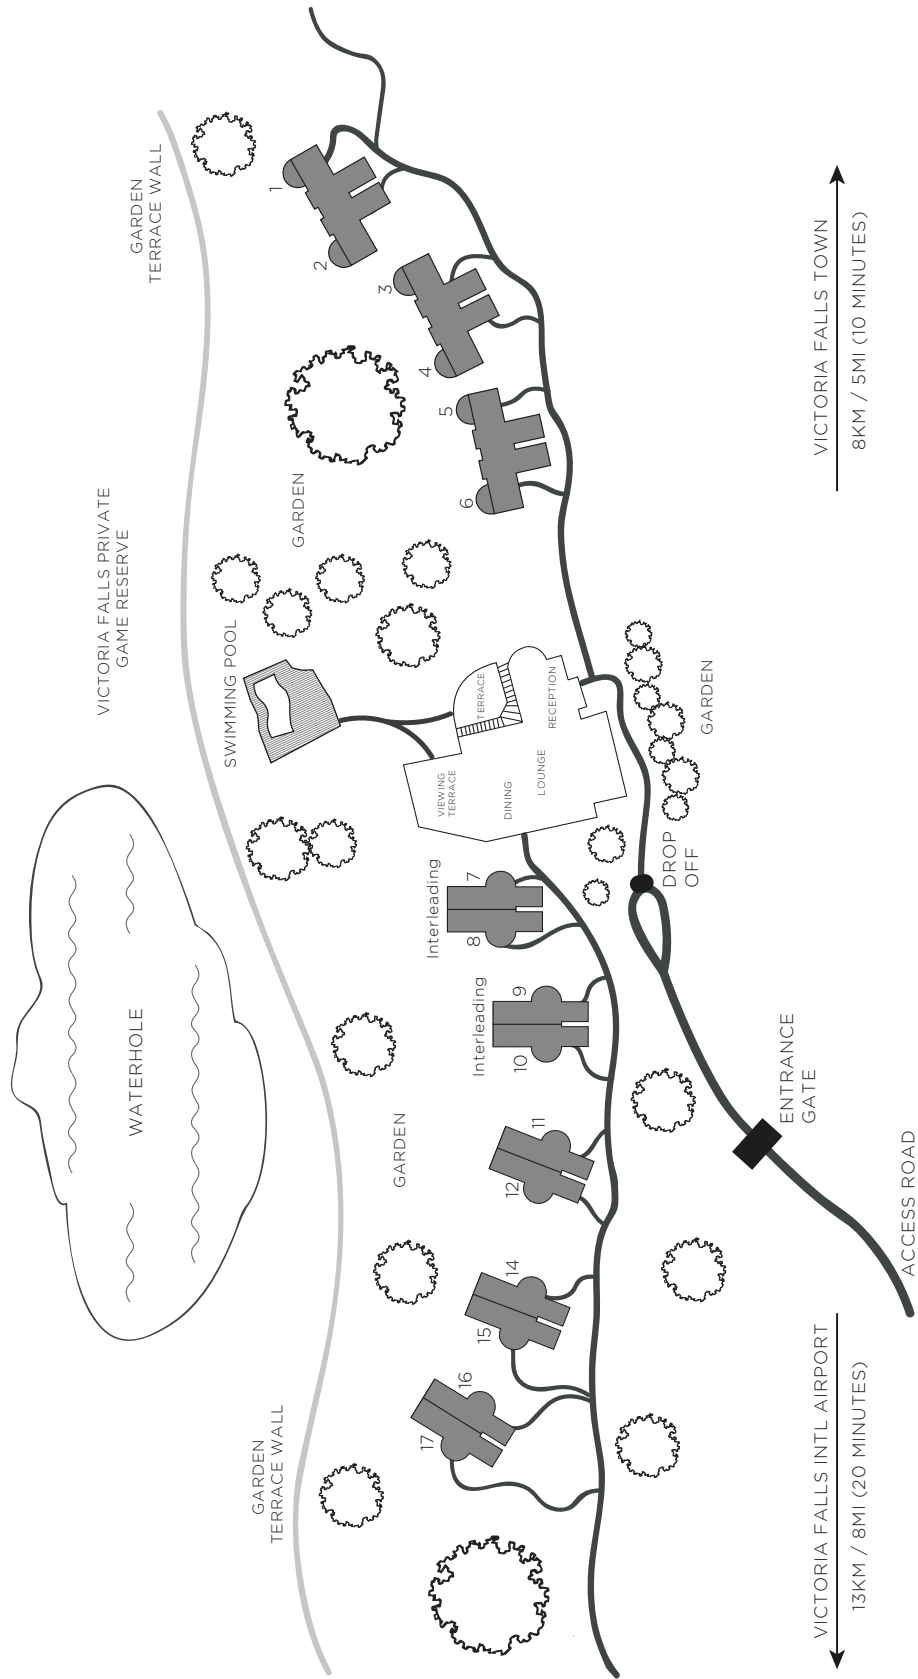 GARDEN
TERRACE WALL
1
2
3
4
5
6
VICTORIA FALLS TOWN
8KM / 5MI (10 MINUTES)
GARDEN
VICTORIA FALLS PRIVATE
GAME RESERVE
SWIMMING POOL
TERRACE
RECEPTION
VIEWING
TERRACE
DINING
LOUNGE
GARDEN
DROP
OFF
Interleading
7
8
Interleading
9
10
WATERHOLE
GARDEN
11
12
ENTRANCE
GATE
ACCESS ROAD
14
15
16
17
GARDEN
TERRACE WALL
VICTORIA FALLS INTL AIRPORT
13KM / 8MI (20 MINUTES)